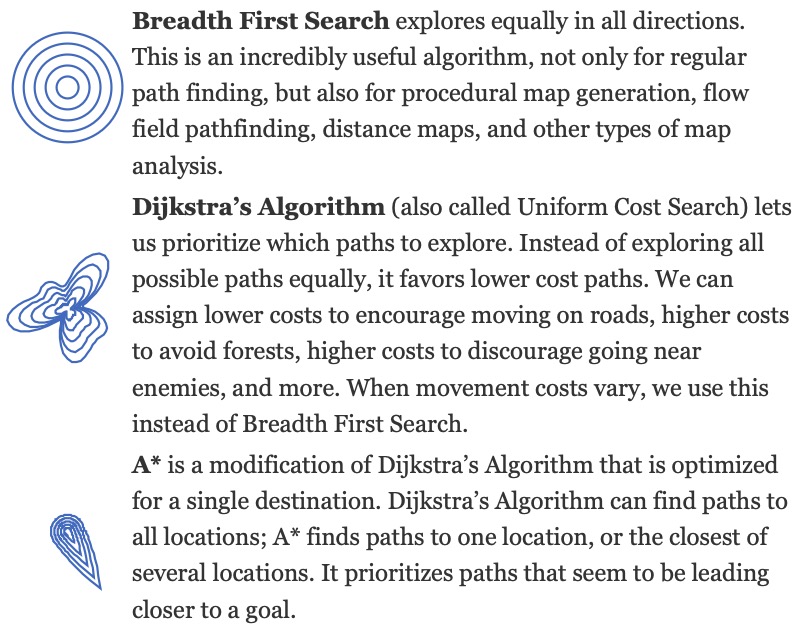 Breadth First Search explores equally in all directions.
This is an incredibly useful algorithm, not only for regular
path finding, but also for procedural map generation, flow
field pathfinding, distance maps, and other types of map
analysis.
Dijkstra’s Algorithm (also called Uniform Cost Search) lets
us prioritize which paths to explore. Instead of exploring all
possible paths equally, it favors lower cost paths. We can
assign lower costs to encourage moving on roads, higher costs
to avoid forests, higher costs to discourage going near
enemies, and more. When movement costs vary, we use this
instead of Breadth First Search.
A* is a modification of Dijkstra’s Algorithm that is optimized
for a single destination. Dijkstra’s Algorithm can find paths to
all locations; A* finds paths to one location, or the closest of
several locations. It prioritizes paths that seem to be leading
closer to a goal.